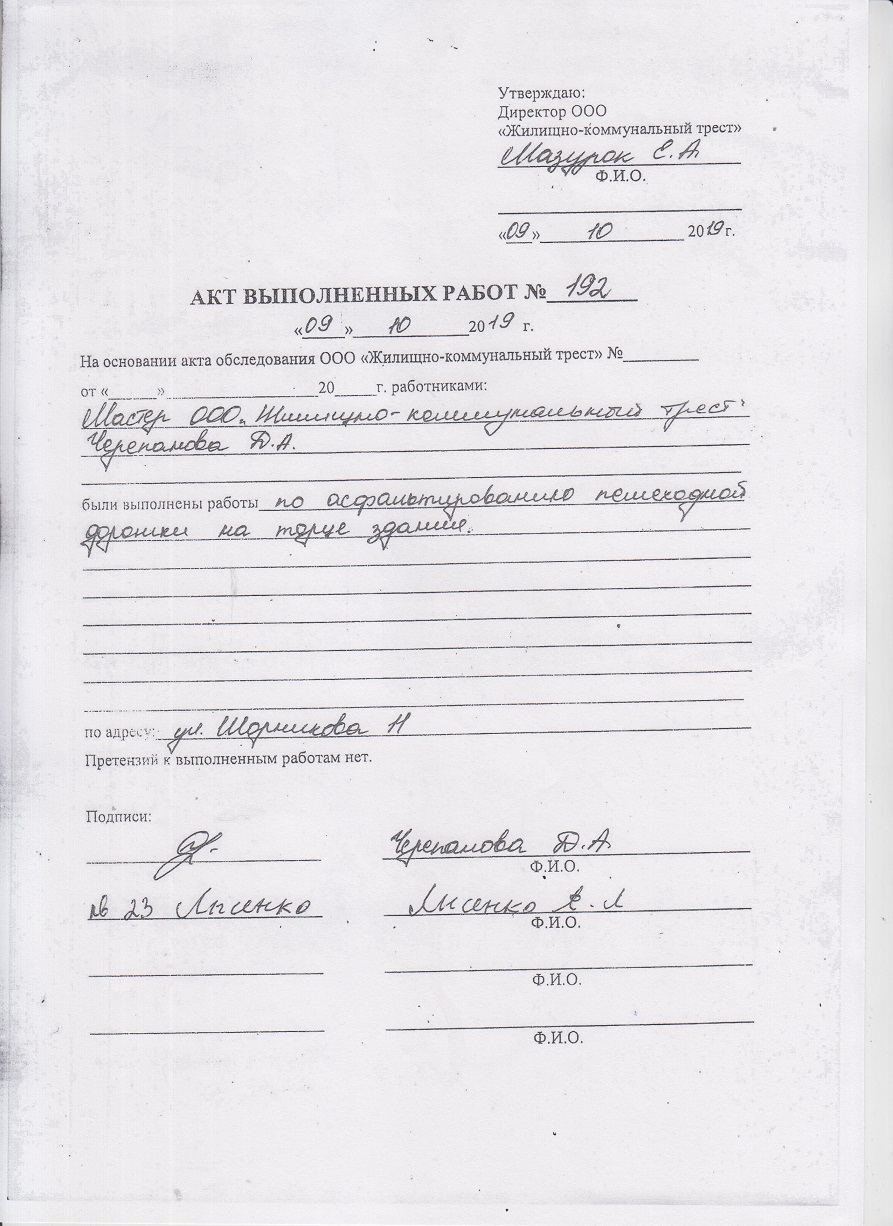 Утверждаю:
Директор ООО
«Жилищно-коммунальный трест»
Мазурок Е.А
Ф.И.О.
«09» 10 2019 г.
АКТ ВЫПОЛНЕННЫХ РАБОТ № 192
«09» 10 2019 г.
На основании акта обследования ООО «Жилищно-коммунальный трест» №
от « » 20 г. работниками:
Мастер ООО „Жилищно-коммунальный трест"
Черепанова Д.А.
были выполнены работы по асфальтированию пешеходной
дорожки на торце здания.
по адресу: ул. Шорникова 11
Претензий к выполненным работам нет.
Подписи:
Черепанова Д.А
Ф.И.О.
кв 23 Лысенко Лысенко В.Л
Ф.И.О.
Ф.И.О.
Ф.И.О.